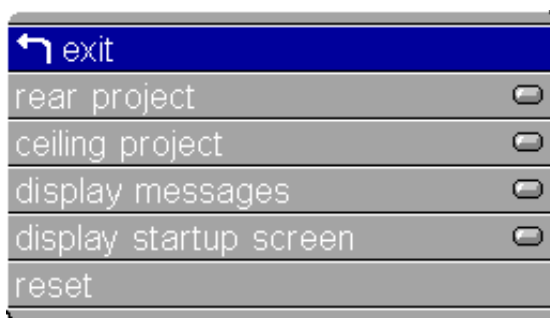 exit
rear project
ceiling project
display messages
display startup screen
reset